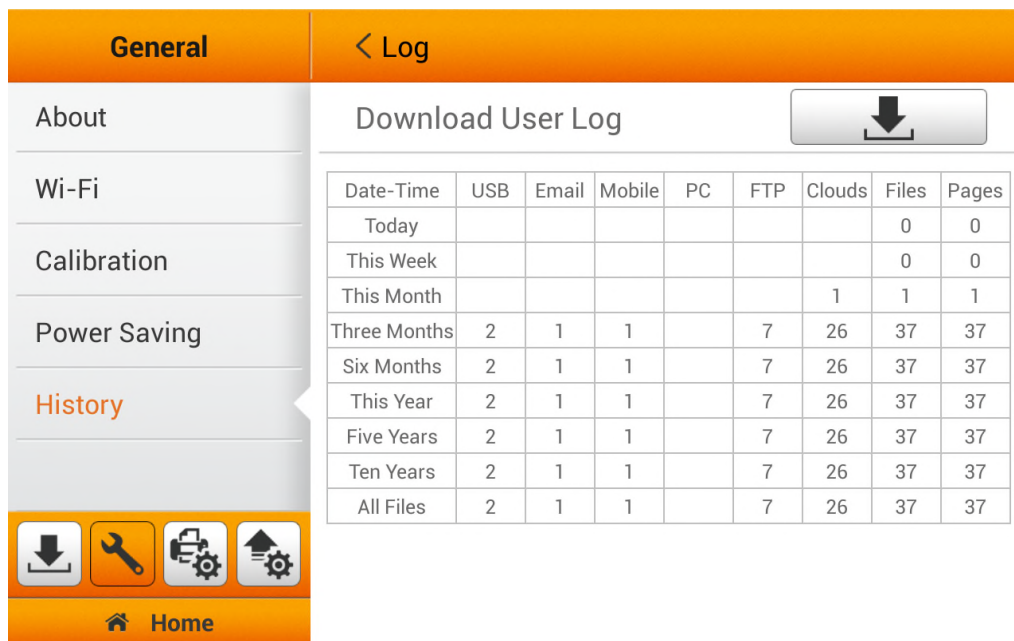 General
< Log
About
Wi-Fi
Calibration
Power Saving
History
Home
Download User Log
Date-Time USB Email Mobile PC FTP Clouds Files Pages
Today 0 0
This Week 0 0
This Month 1 1 1
Three Months 2 1 1 7 26 37 37
Six Months 2 1 1 7 26 37 37
This Year 2 1 1 7 26 37 37
Five Years 2 1 1 7 26 37 37
Ten Years 2 1 1 7 26 37 37
All Files 2 1 1 7 26 37 37